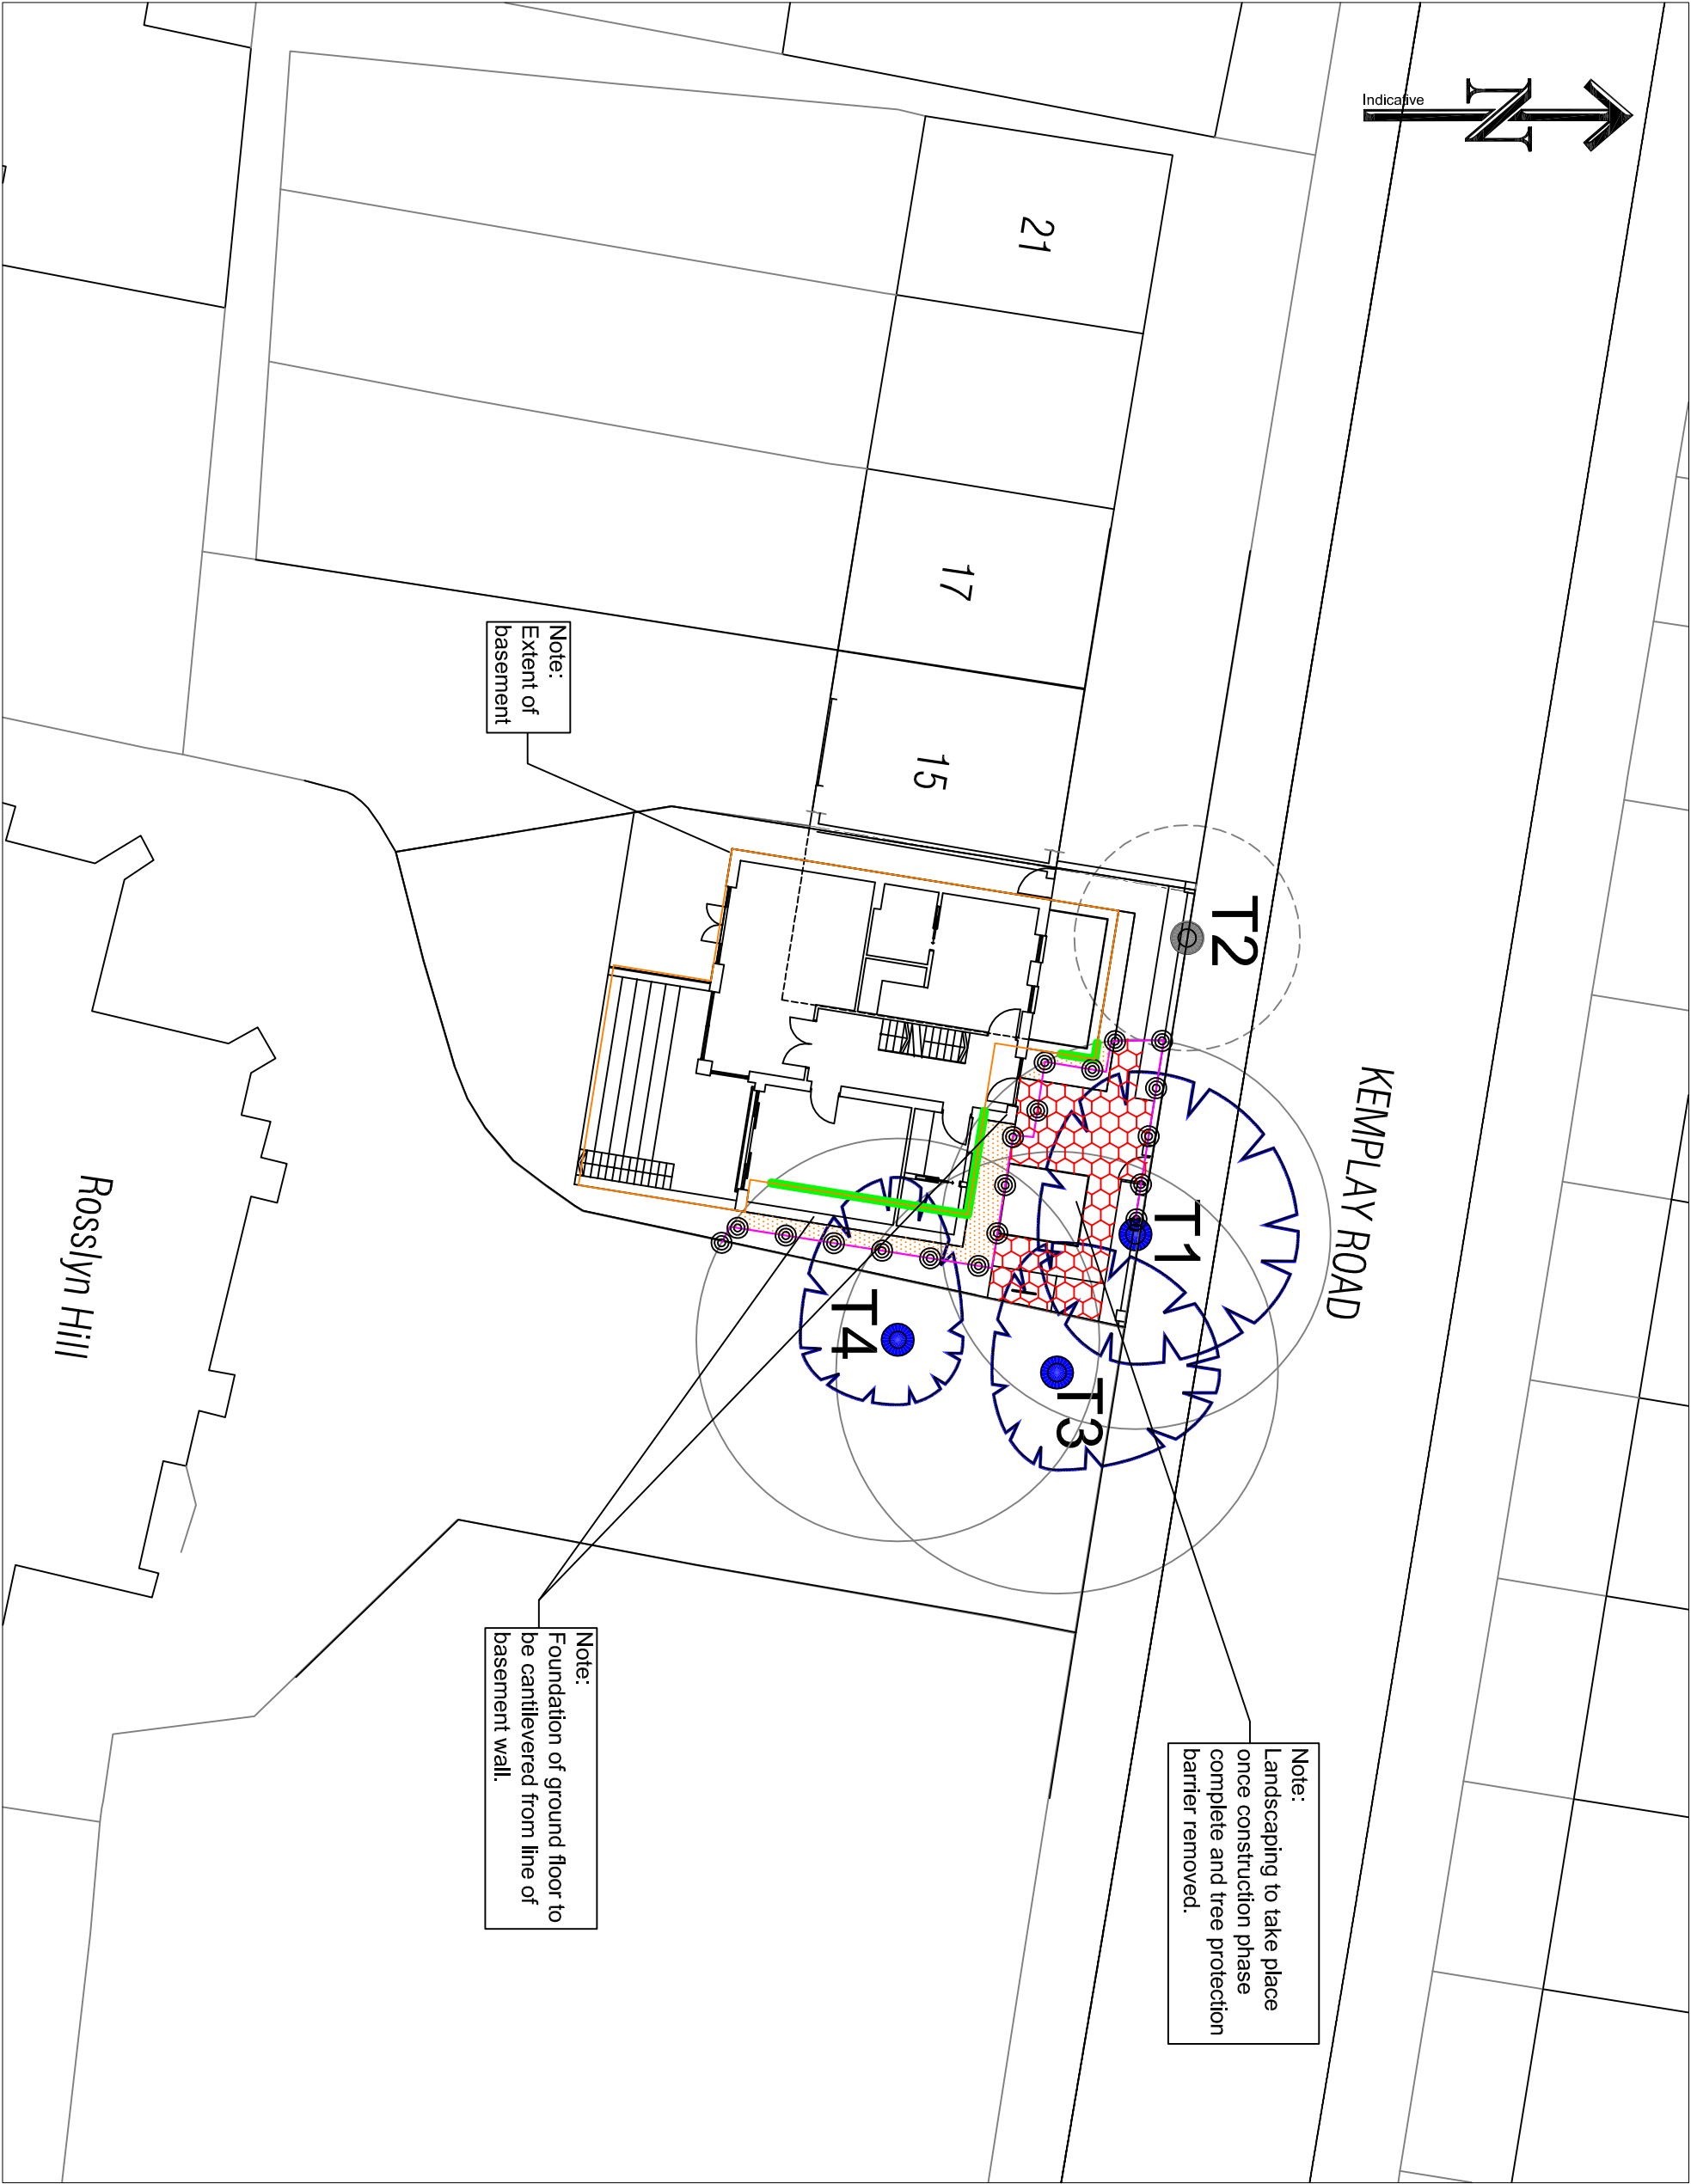 Indicative
N
KEMPLAY ROAD
21
17
15
T2
T1
T3
T4
Note:
Extent of
basement
Note:
Landscaping to take place
once construction phase
complete and tree protection
barrier removed.
Note:
Foundation of ground floor to
be cantilevered from line of
basement wall.
Rosslyn Hill